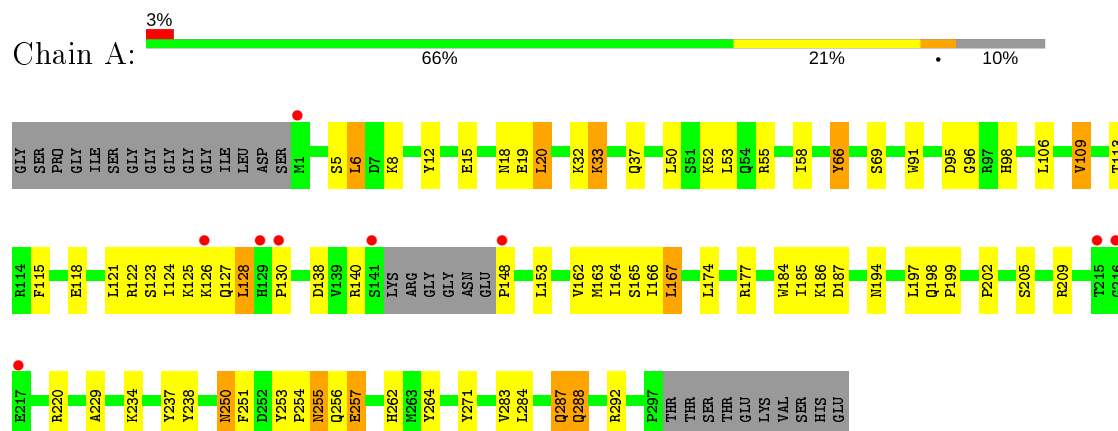 3%
Chain A:
66% 21% • 10%
GLY SER PRO GLY ILE SER GLY GLY GLY GLY GLY GLY ILE LEU ASP SER M1 S5 L6 D7 K8 Y12 E15 N18 E19 L20 K32 K33 Q37 L50 S51 K52 L53 Q54 R55 I58 Y66 S69 W91 D95 G96 R97 H98 L106 V109 T113
R114 F115 E118 L121 R122 S123 I124 K125 K126 Q127 L128 H129 P130 D138 V139 R140 S141 LYS ARG GLY GLY ASN GLU P148 L153 V162 M163 I164 S165 I166 L167 L174 R177 W184 I185 K186 D187 N194 L197 Q198 P199 P202 S205 R209 T215 G216
E217 R220 A229 K234 Y237 Y238 N250 F251 D252 Y253 P254 N255 Q256 E257 H262 M263 Y264 Y271 V283 L284 Q287 Q288 R292 P297 THR THR SER THR GLU LYS VAL SER HIS GLU